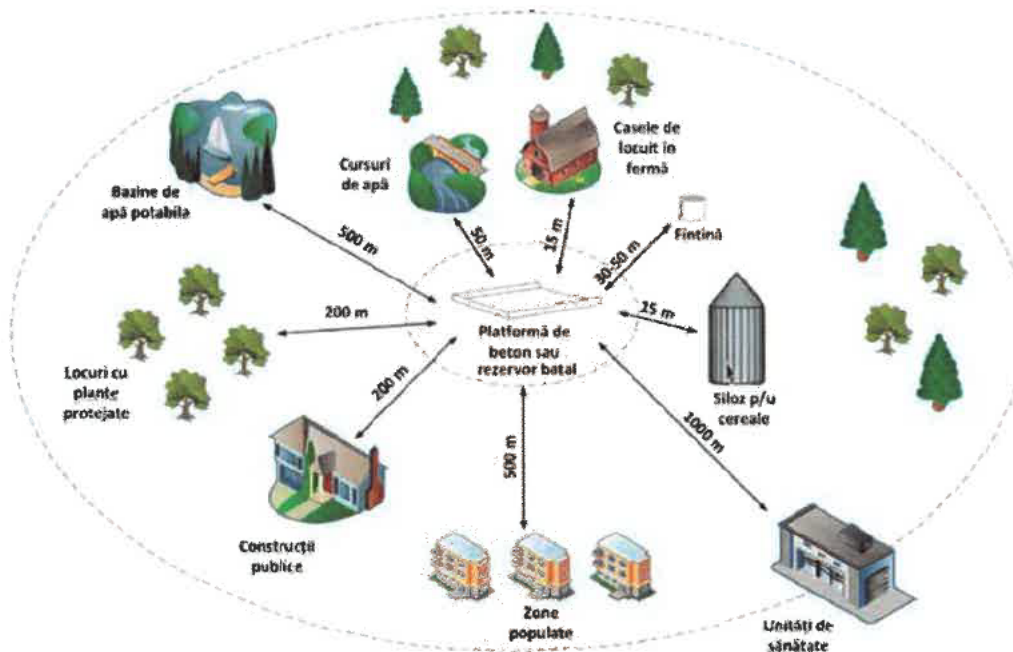 Casele de
locuit în
fermă
Cursuri
de apă
Bazine de
apă potabila
Fîntînă
500 m
50 m
15 m
30-50 m
200 m
25 m
Platformă de
beton sau
rezervor batal
Locuri cu
plante
protejate
200 m
Siloz p/u
cereale
500 m
1000 m
Construcții
publice
Zone
populate
Unități de
sănătate